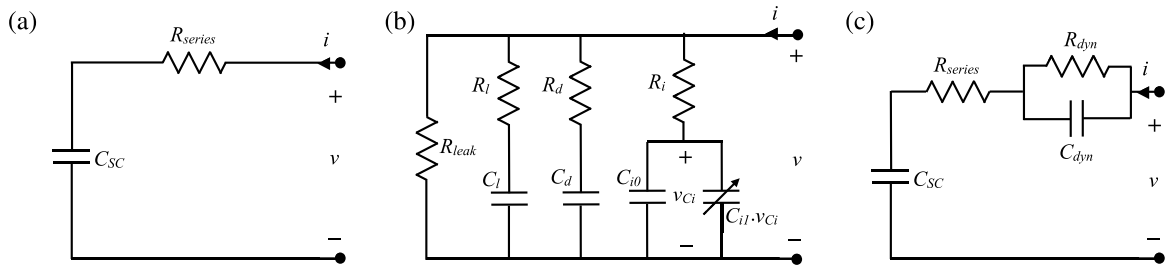 (a)
R_series
i
+
C_SC
v
−
(b)
i
+
R_l
R_d
R_i
R_leak
+
C_l
C_d
C_i0
v_Ci
C_i1.v_Ci
v
−
−
(c)
R_dyn
R_series
i
+
C_dyn
C_SC
v
−